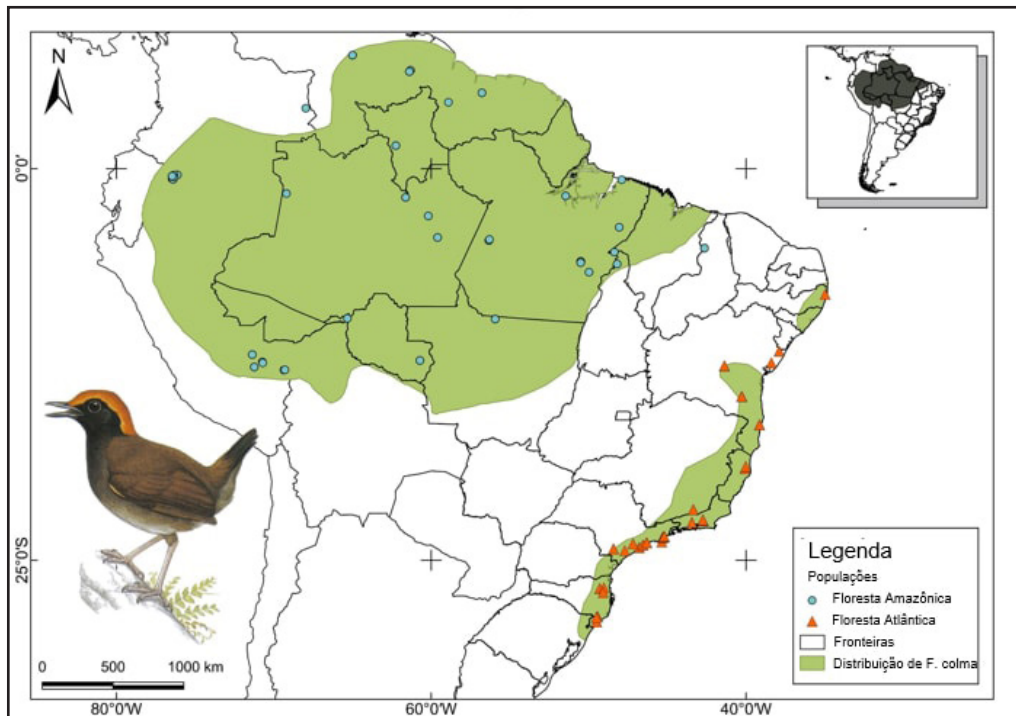 N
0°0'
25°S
0 500 1000 km
80°0'W
60°0'W
40°0'W
Legenda
Populações
Floresta Amazônica
Floresta Atlântica
Fronteiras
Distribuição de F. colma